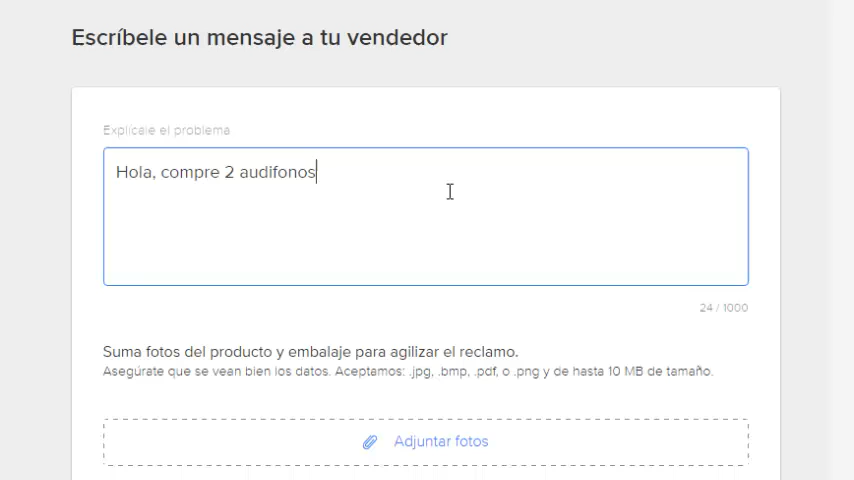 Escríbele un mensaje a tu vendedor
Explícale el problema
Hola, compre 2 audifonos
24 / 1000
Suma fotos del producto y embalaje para agilizar el reclamo.
Asegúrate que se vean bien los datos. Aceptamos: .jpg, .bmp, .pdf, o .png y de hasta 10 MB de tamaño.
Adjuntar fotos